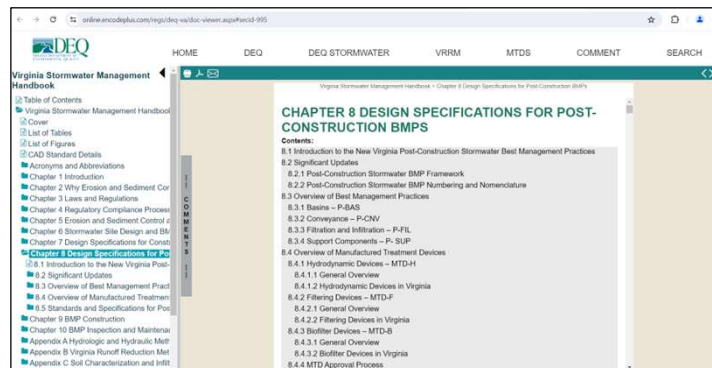 online.encodeplus.com/regs/deq-va/doc-viewer.aspx#secid-995
DEQ
HOME
DEQ
DEQ STORMWATER
VRRM
MTDS
COMMENT
SEARCH
Virginia Stormwater Management
Handbook
Table of Contents
Virginia Stormwater Management Handbook
Cover
List of Tables
List of Figures
CAD Standard Details
Acronyms and Abbreviations
Chapter 1 Introduction
Chapter 2 Why Erosion and Sediment Cor
Chapter 3 Laws and Regulations
Chapter 4 Regulatory Compliance Process
Chapter 5 Erosion and Sediment Control a
Chapter 6 Stormwater Site Design and BM
Chapter 7 Design Specifications for Const
Chapter 8 Design Specifications for Po
8.1 Introduction to the New Virginia Post-
8.2 Significant Updates
8.3 Overview of Best Management Pract
8.4 Overview of Manufactured Treatmen
8.5 Standards and Specifications for Pos
Chapter 9 BMP Construction
Chapter 10 BMP Inspection and Maintenan
Appendix A Hydrologic and Hydraulic Meth
Appendix B Virginia Runoff Reduction Met
Appendix C Soil Characterization and Infilt
COMMENTS
Virginia Stormwater Management Handbook > Chapter 8 Design Specifications for Post-Construction BMPs
CHAPTER 8 DESIGN SPECIFICATIONS FOR POST-
CONSTRUCTION BMPS
Contents:
8.1 Introduction to the New Virginia Post-Construction Stormwater Best Management Practices
8.2 Significant Updates
8.2.1 Post-Construction Stormwater BMP Framework
8.2.2 Post-Construction Stormwater BMP Numbering and Nomenclature
8.3 Overview of Best Management Practices
8.3.1 Basins – P-BAS
8.3.2 Conveyance – P-CNV
8.3.3 Filtration and Infiltration – P-FIL
8.3.4 Support Components – P- SUP
8.4 Overview of Manufactured Treatment Devices
8.4.1 Hydrodynamic Devices – MTD-H
8.4.1.1 General Overview
8.4.1.2 Hydrodynamic Devices in Virginia
8.4.2 Filtering Devices – MTD-F
8.4.2.1 General Overview
8.4.2.2 Filtering Devices in Virginia
8.4.3 Biofilter Devices – MTD-B
8.4.3.1 General Overview
8.4.3.2 Biofilter Devices in Virginia
8.4.4 MTD Approval Process